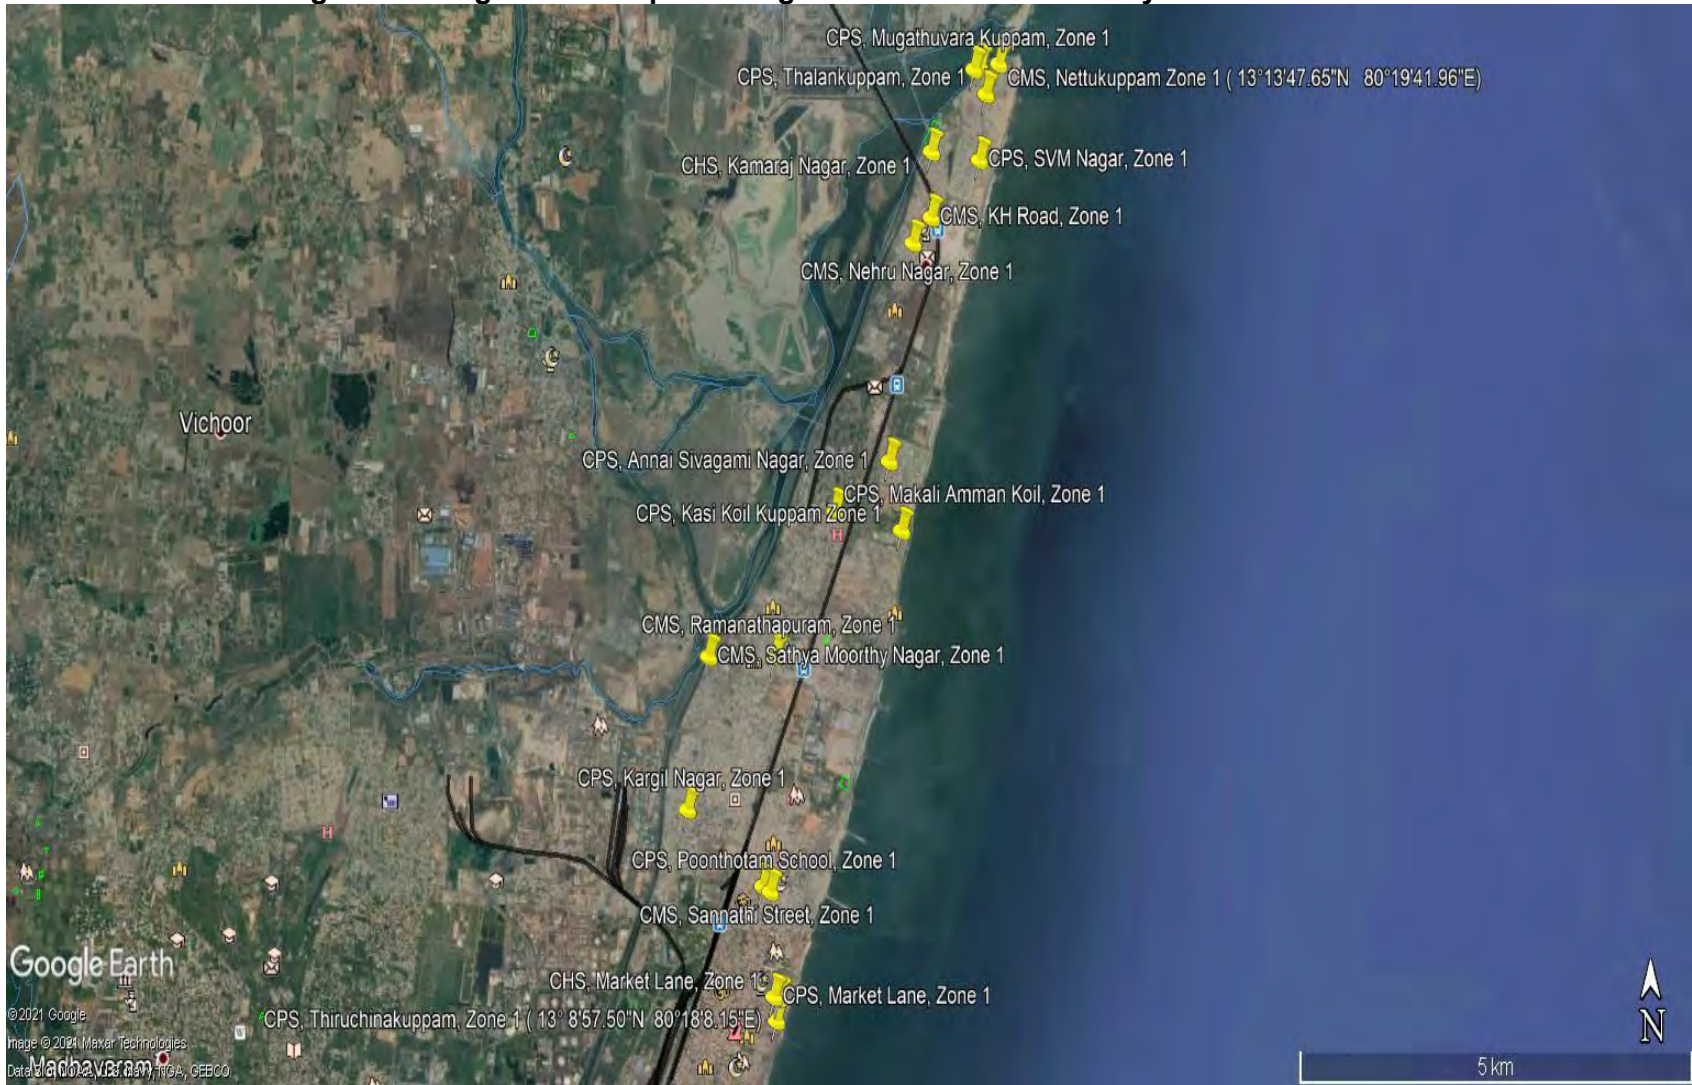 CPS, Mugathuvara Kuppam, Zone 1
CPS, Thalankuppam, Zone 1
CMS, Nettukuppam Zone 1 ( 13°13'47.65"N 80°19'41.96"E)
CPS, SVM Nagar, Zone 1
CHS, Kamaraj Nagar, Zone 1
CMS, KH Road, Zone 1
CMS, Nehru Nagar, Zone 1
Vichoor
CPS, Annai Sivagami Nagar, Zone 1
CPS, Makali Amman Koil, Zone 1
CPS, Kasi Koil Kuppam Zone 1
H
CMS, Ramanathapuram, Zone 1
CMS, Sathya Moorthy Nagar, Zone 1
CPS, Kargil Nagar, Zone 1
H
CPS, Poonthotam School, Zone 1
CMS, Sannathi Street, Zone 1
Google Earth
CHS, Market Lane, Zone 1
CPS, Market Lane, Zone 1
©2021 Google
CPS, Thiruchinakuppam, Zone 1 ( 13° 8'57.50"N 80°18'8.15"E)
N
Image © 2021 Maxar Technologies
Madhavaram
Data SIO, NOAA, U.S. Navy, NGA, GEBCO
5 km